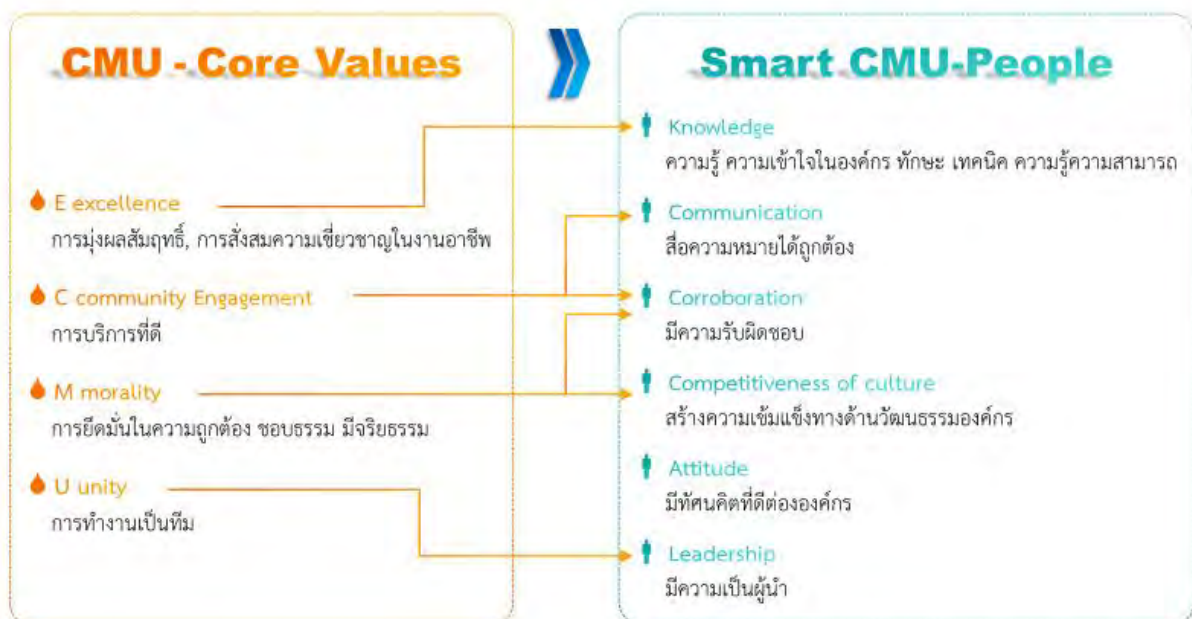 CMU - Core Values
E excellence
การมุ่งผลสัมฤทธิ์, การสั่งสมความเชี่ยวชาญในงานอาชีพ
C community Engagement
การบริการที่ดี
M morality
การยึดมั่นในความถูกต้อง ชอบธรรม มีจริยธรรม
U unity
การทำงานเป็นทีม
Smart CMU-People
Knowledge
ความรู้ ความเข้าใจในองค์กร ทักษะ เทคนิค ความรู้ความสามารถ
Communication
สื่อความหมายได้ถูกต้อง
Corroboration
มีความรับผิดชอบ
Competitiveness of culture
สร้างความเข้มแข็งทางด้านวัฒนธรรมองค์กร
Attitude
มีทัศนคิตที่ดีต่อองค์กร
Leadership
มีความเป็นผู้นำ